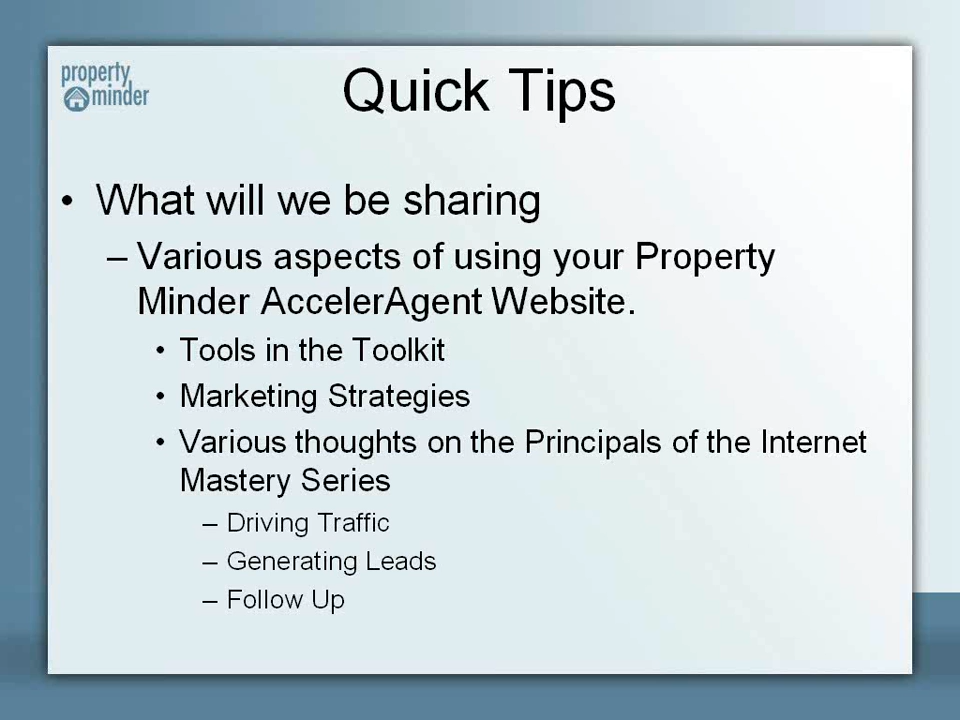 property
minder
Quick Tips
• What will we be sharing
– Various aspects of using your Property
Minder AccelerAgent Website.
• Tools in the Toolkit
• Marketing Strategies
• Various thoughts on the Principals of the Internet
Mastery Series
– Driving Traffic
– Generating Leads
– Follow Up